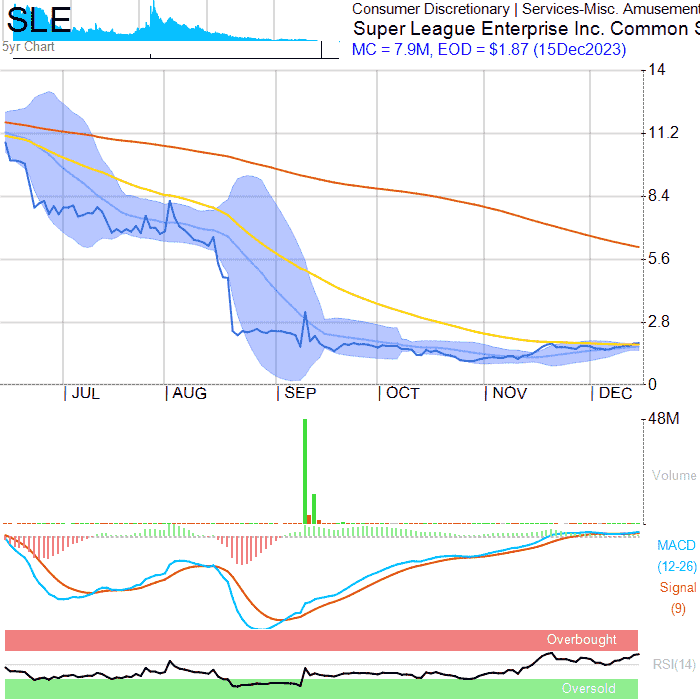 SLE
5yr Chart
Consumer Discretionary | Services-Misc. Amusement
Super League Enterprise Inc. Common S
MC = 7.9M, EOD = $1.87 (15Dec2023)
14
11.2
8.4
5.6
2.8
0
| JUL | AUG | SEP | OCT | NOV | DEC
48M
Volume
MACD
(12-26)
Signal
(9)
Overbought
RSI(14)
Oversold